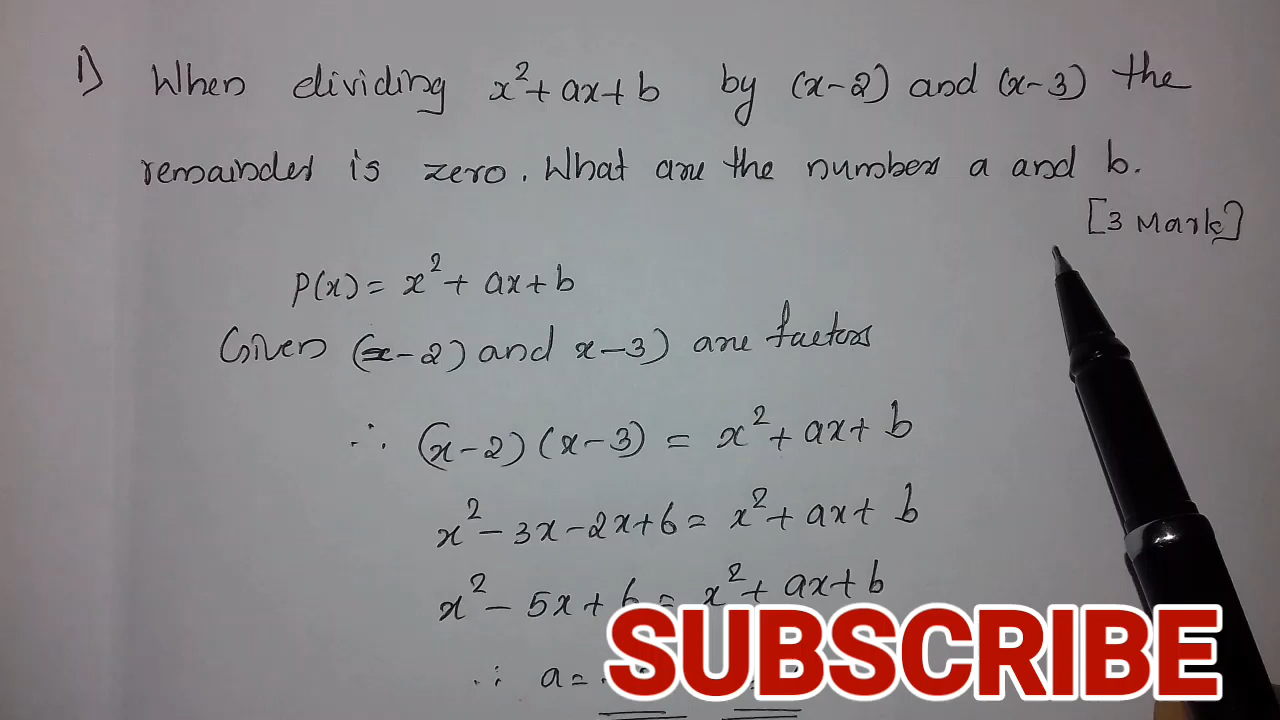 1) When dividing x²+ ax+b by (x-2) and (x-3) the
remainder is zero. What are the numbers a and b.
[3 Mark]
P(x) = x²+ ax+b
Given (x-2) and x-3) are factors
∴ (x-2) (x-3) = x²+ ax+ b
x²- 3x-2x+6 = x²+ ax+ b
x²- 5x+ 6 = x²+ ax+b
∴ a=
SUBSCRIBE